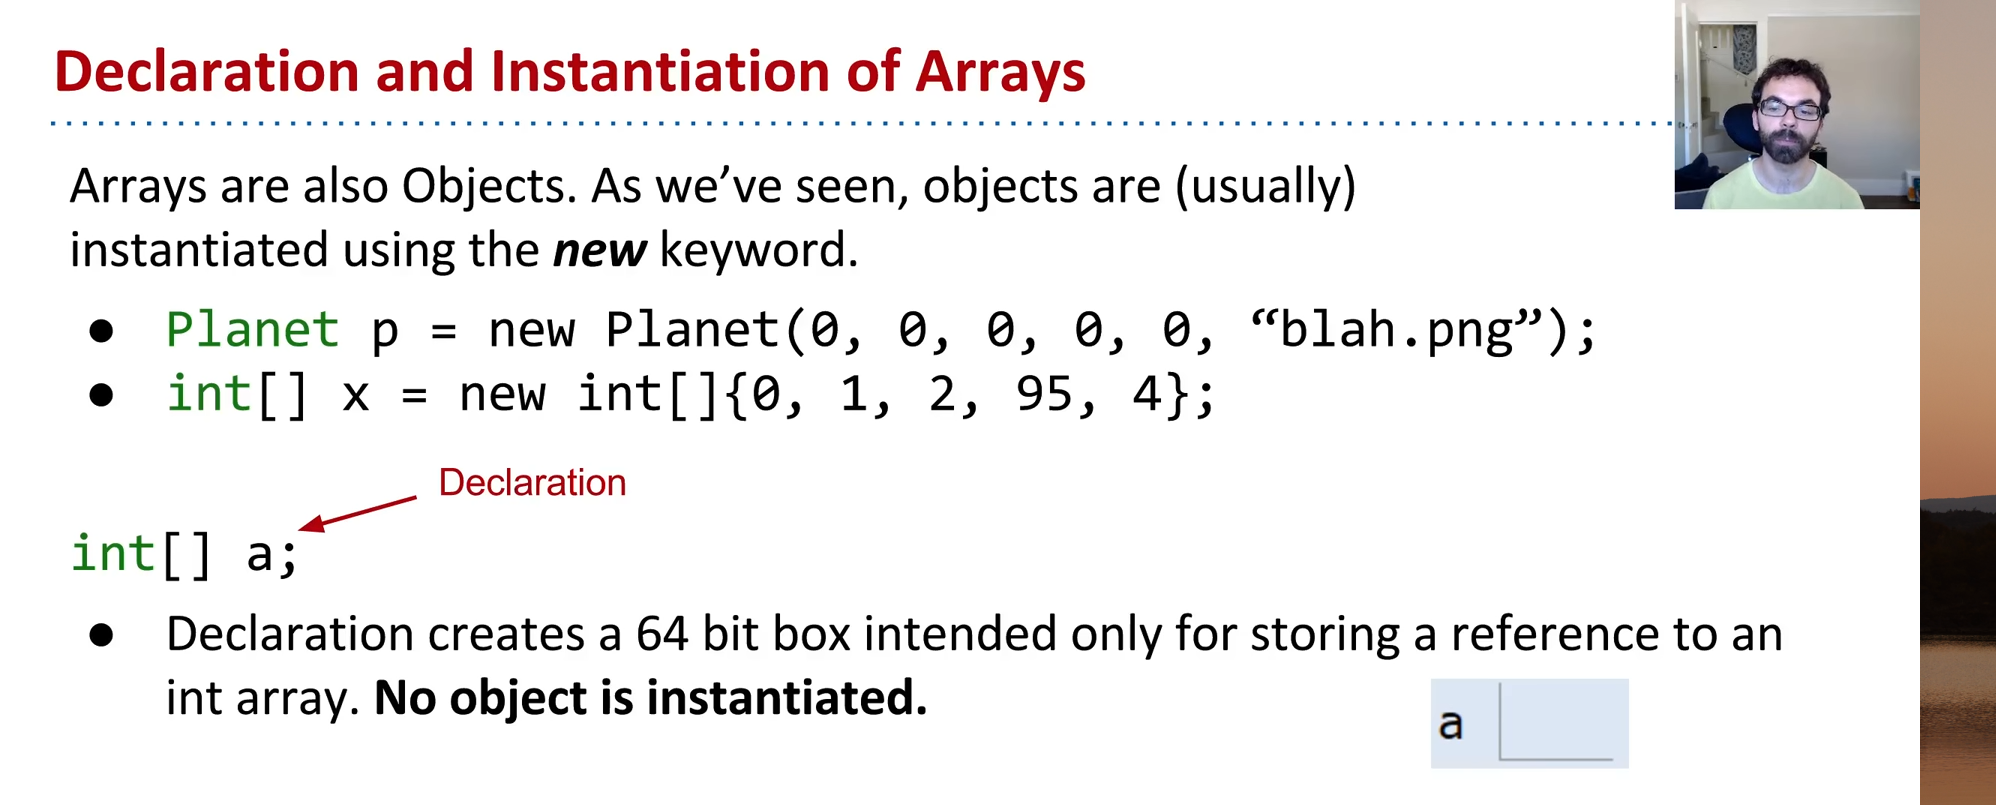 Declaration and Instantiation of Arrays
Arrays are also Objects. As we’ve seen, objects are (usually)
instantiated using the new keyword.
● Planet p = new Planet(0, 0, 0, 0, 0, “blah.png”);
● int[] x = new int[]{0, 1, 2, 95, 4};
Declaration
int[] a;
● Declaration creates a 64 bit box intended only for storing a reference to an
int array. No object is instantiated.
a